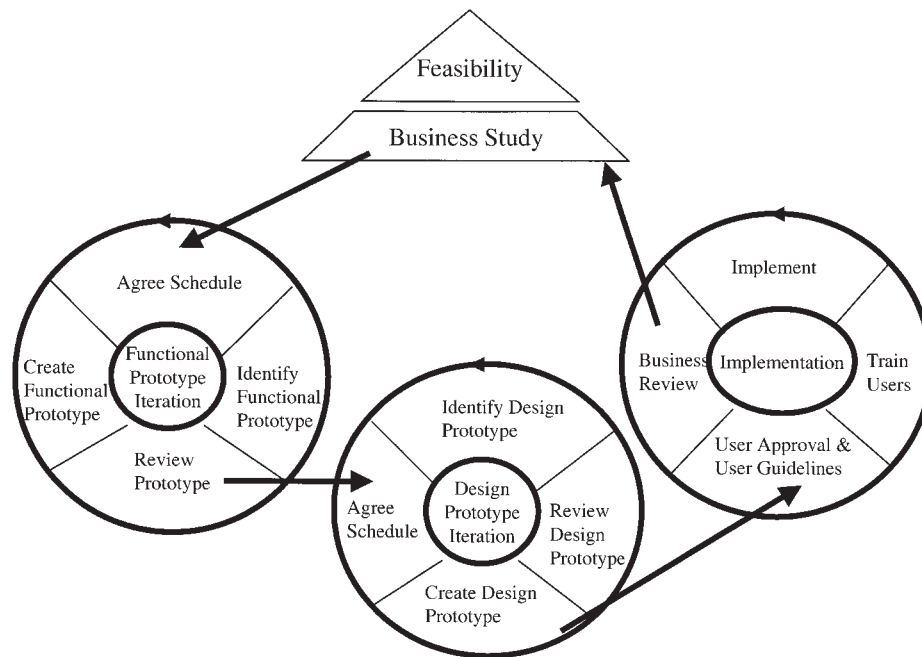 Feasibility
Business Study
Agree Schedule
Create
Functional
Prototype
Functional
Prototype
Iteration
Identify
Functional
Prototype
Review
Prototype
Identify Design
Prototype
Agree
Schedule
Design
Prototype
Iteration
Review
Design
Prototype
Create Design
Prototype
Implement
Business
Review
Implementation
Train
Users
User Approval &
User Guidelines